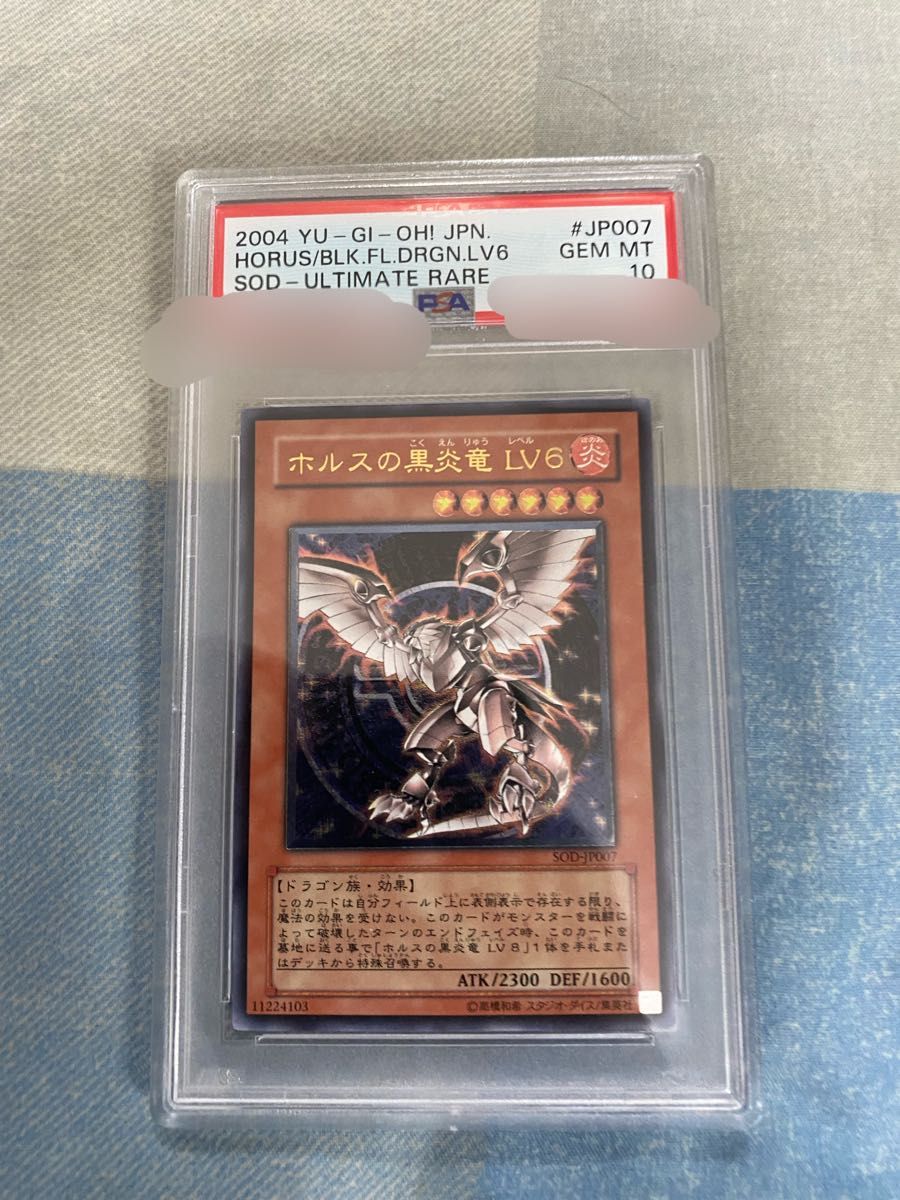 2004 YU-GI-OH! JPN. #JP007
HORUS/BLK.FL.DRGN.LV6 GEM MT
SOD-ULTIMATE RARE 10
PSA
こく えん りゅう レベル
ホルスの黒炎竜 LV6
ほのお
炎
SOD-JP007
【ドラゴン族・効果】
このカードは自分フィールド上に表側表示で存在する限り、
魔法の効果を受けない。このカードがモンスターを戦闘に
よって破壊したターンのエンドフェイズ時、このカードを
墓地に送る事で「ホルスの黒炎竜 LV8」1体を手札また
はデッキから特殊召喚する。
ATK/2300 DEF/1600
11224103
©高橋和希 スタジオ・ダイス/集英社